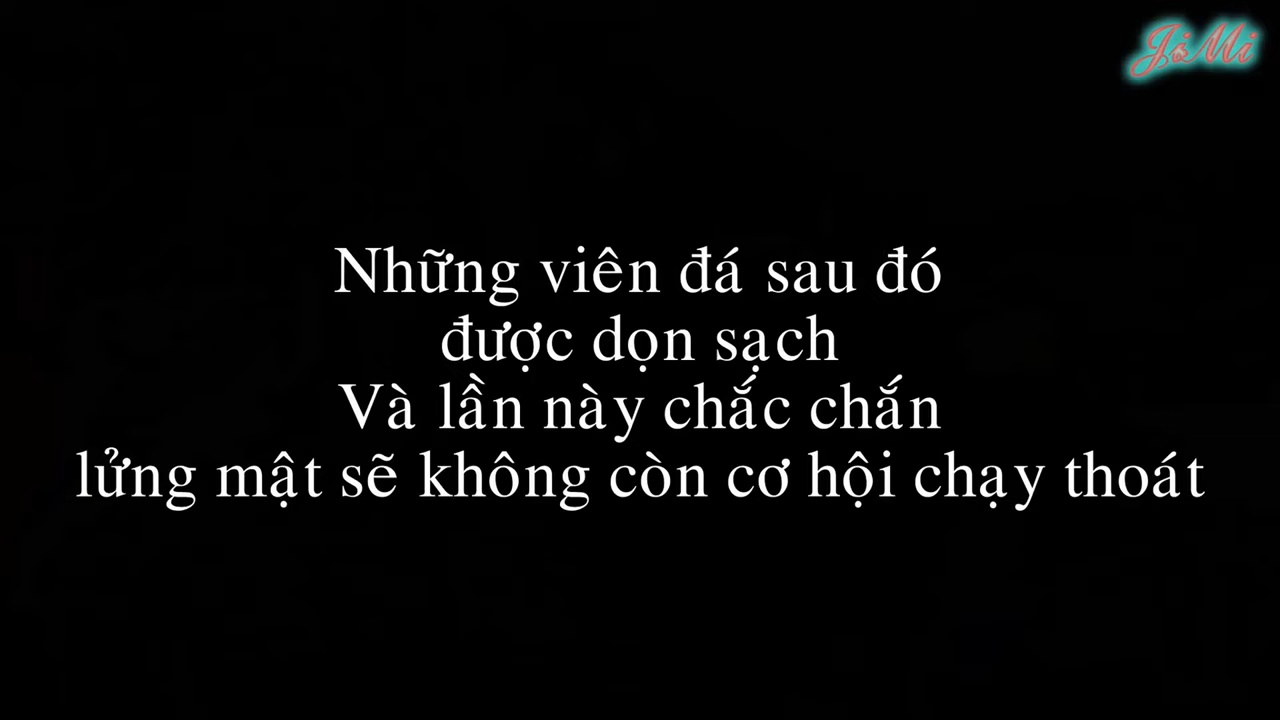 JiMi
Những viên đá sau đó
được dọn sạch
Và lần này chắc chắn
lửng mật sẽ không còn cơ hội chạy thoát